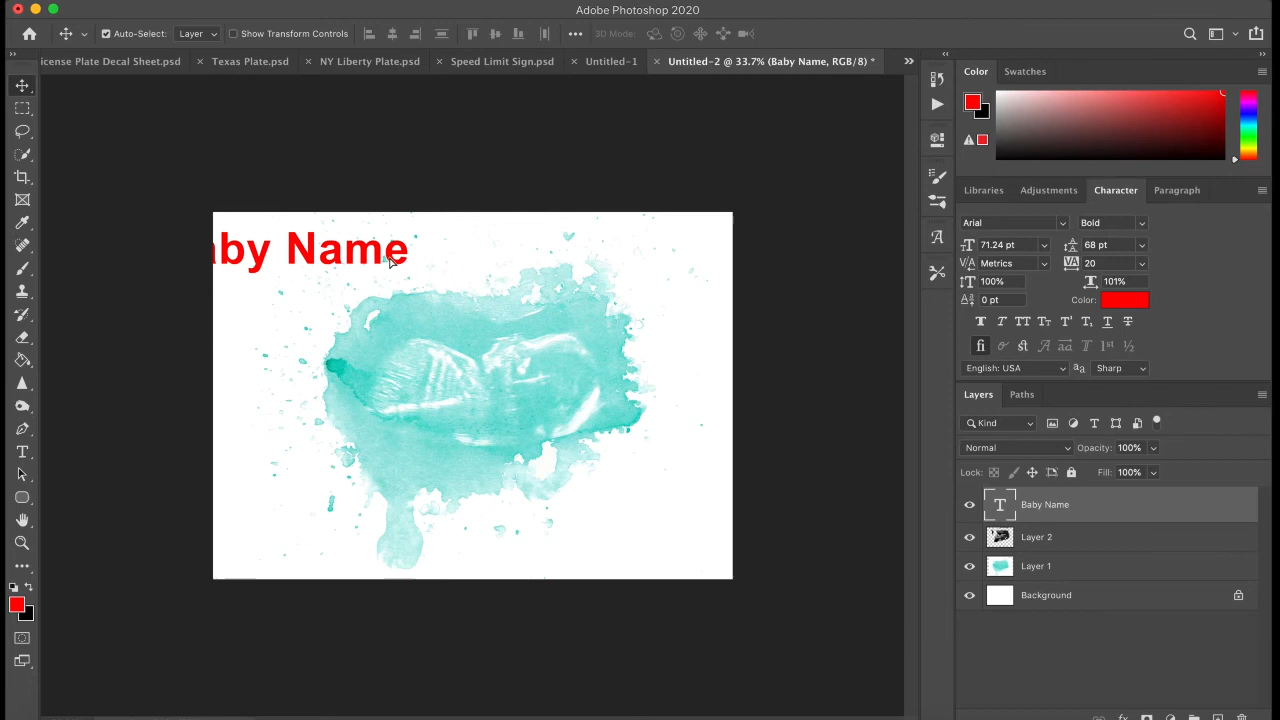 Adobe Photoshop 2020
Auto-Select: Layer Show Transform Controls 3D Mode:
icense Plate Decal Sheet.psd Texas Plate.psd NY Liberty Plate.psd Speed Limit Sign.psd Untitled-1 Untitled-2 @ 33.7% (Baby Name, RGB/8) *
Color Swatches
Libraries Adjustments Character Paragraph
Arial Bold
71.24 pt 68 pt
Metrics 20
100% 101%
0 pt Color:
English: USA Sharp
Layers Paths
Kind
Normal Opacity: 100%
Lock: Fill: 100%
Baby Name
Layer 2
Layer 1
Background
aby Name